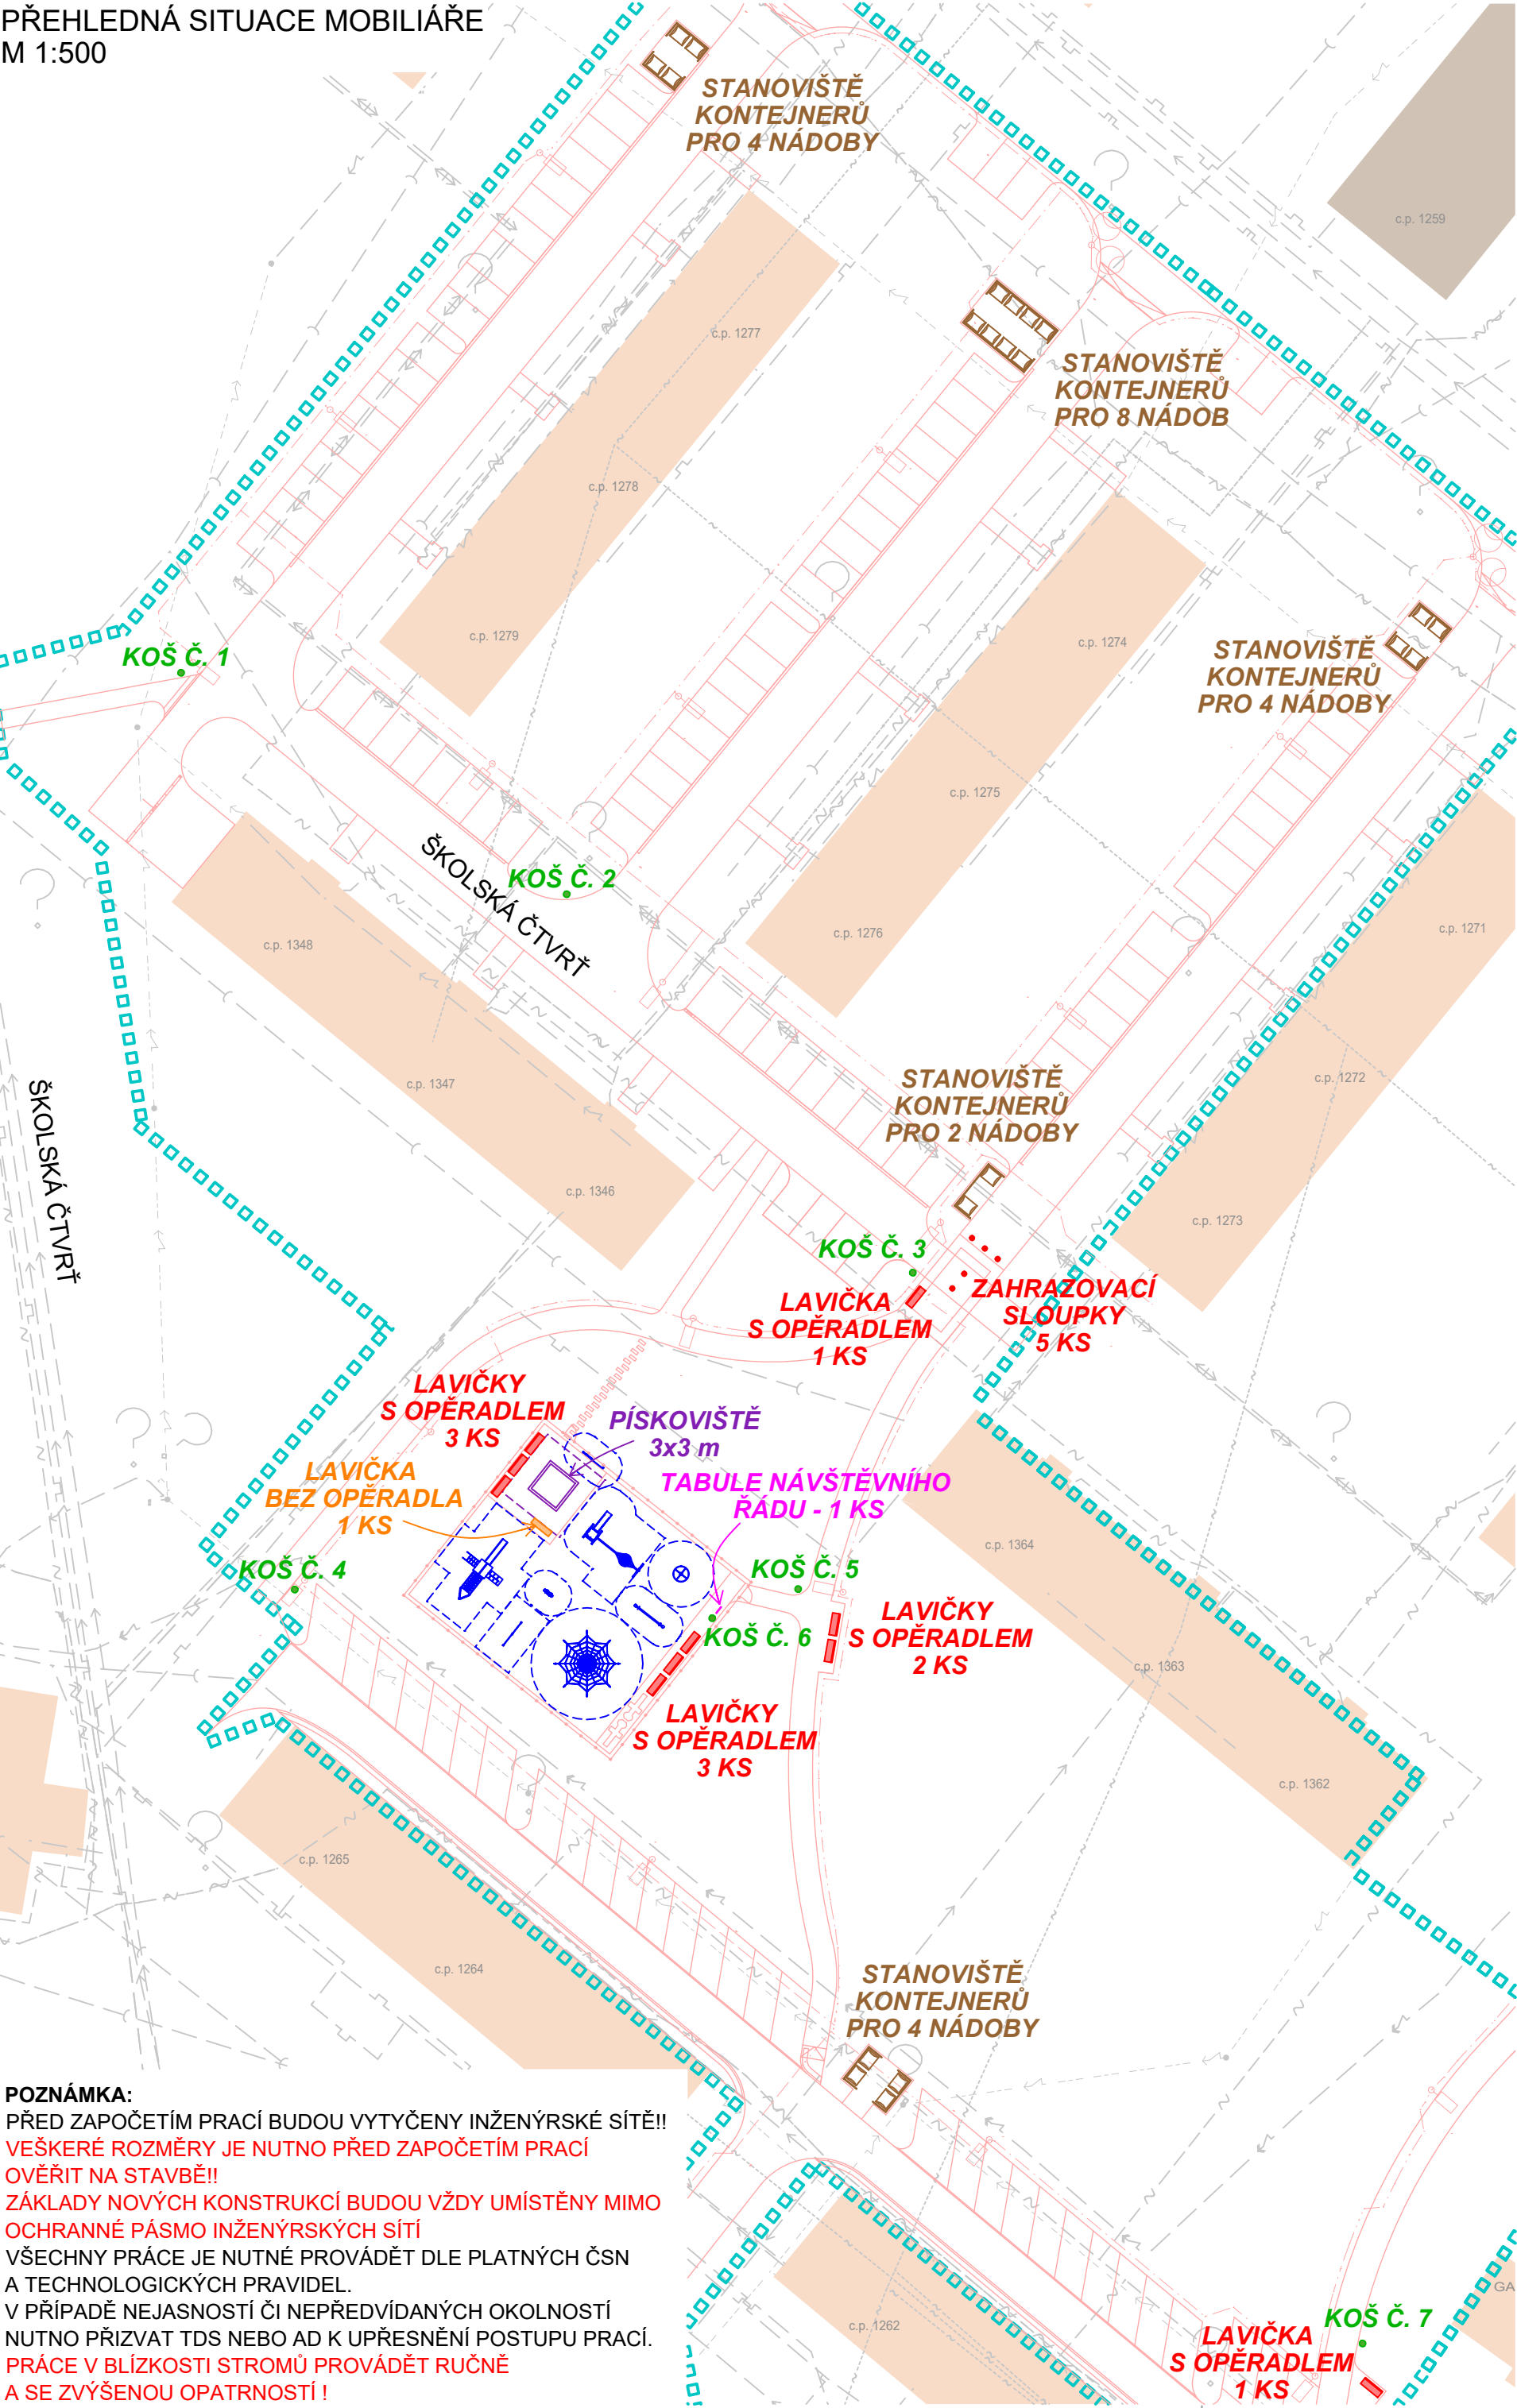 PŘEHLEDNÁ SITUACE MOBILIÁŘE
M 1:500
STANOVIŠTĚ
KONTEJNERŮ
PRO 4 NÁDOBY
č.p. 1259
č.p. 1277
STANOVIŠTĚ
KONTEJNERŮ
PRO 8 NÁDOB
č.p. 1278
č.p. 1279
č.p. 1274
KOŠ Č. 1
STANOVIŠTĚ
KONTEJNERŮ
PRO 4 NÁDOBY
č.p. 1275
ŠKOLSKÁ ČTVRŤ
KOŠ Č. 2
č.p. 1276
č.p. 1271
č.p. 1348
č.p. 1347
č.p. 1272
STANOVIŠTĚ
KONTEJNERŮ
PRO 2 NÁDOBY
ŠKOLSKÁ ČTVRŤ
č.p. 1346
č.p. 1273
KOŠ Č. 3
ZAHRAZOVACÍ
SLOUPKY
5 KS
LAVIČKA
S OPĚRADLEM
1 KS
LAVIČKY
S OPĚRADLEM
3 KS
PÍSKOVIŠTĚ
3x3 m
LAVIČKA
BEZ OPĚRADLA
1 KS
TABULE NÁVŠTĚVNÍHO
ŘÁDU - 1 KS
č.p. 1364
KOŠ Č. 4
KOŠ Č. 5
KOŠ Č. 6
LAVIČKY
S OPĚRADLEM
2 KS
č.p. 1363
LAVIČKY
S OPĚRADLEM
3 KS
č.p. 1362
č.p. 1265
č.p. 1264
STANOVIŠTĚ
KONTEJNERŮ
PRO 4 NÁDOBY
POZNÁMKA:
PŘED ZAPOČETÍM PRACÍ BUDOU VYTYČENY INŽENÝRSKÉ SÍTĚ!!
VEŠKERÉ ROZMĚRY JE NUTNO PŘED ZAPOČETÍM PRACÍ
OVĚŘIT NA STAVBĚ!!
ZÁKLADY NOVÝCH KONSTRUKCÍ BUDOU VŽDY UMÍSTĚNY MIMO
OCHRANNÉ PÁSMO INŽENÝRSKÝCH SÍTÍ
VŠECHNY PRÁCE JE NUTNÉ PROVÁDĚT DLE PLATNÝCH ČSN
A TECHNOLOGICKÝCH PRAVIDEL.
V PŘÍPADĚ NEJASNOSTÍ ČI NEPŘEDVÍDANÝCH OKOLNOSTÍ
NUTNO PŘIZVAT TDS NEBO AD K UPŘESNĚNÍ POSTUPU PRACÍ.
PRÁCE V BLÍZKOSTI STROMŮ PROVÁDĚT RUČNĚ
A SE ZVÝŠENOU OPATRNOSTÍ !
č.p. 1262
GA
KOŠ Č. 7
LAVIČKA
S OPĚRADLEM
1 KS